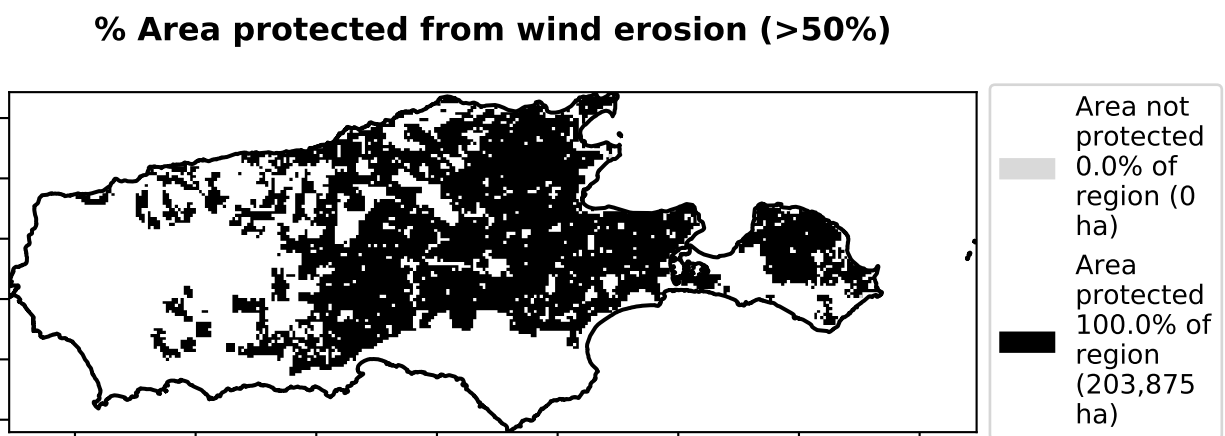 % Area protected from wind erosion (>50%)
Area not
protected
0.0% of
region (0
ha)
Area
protected
100.0% of
region
(203,875
ha)